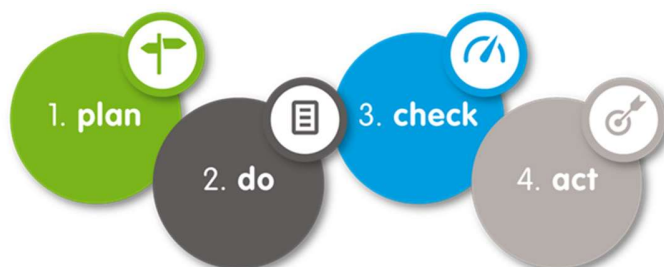 1. plan
2. do
3. check
4. act